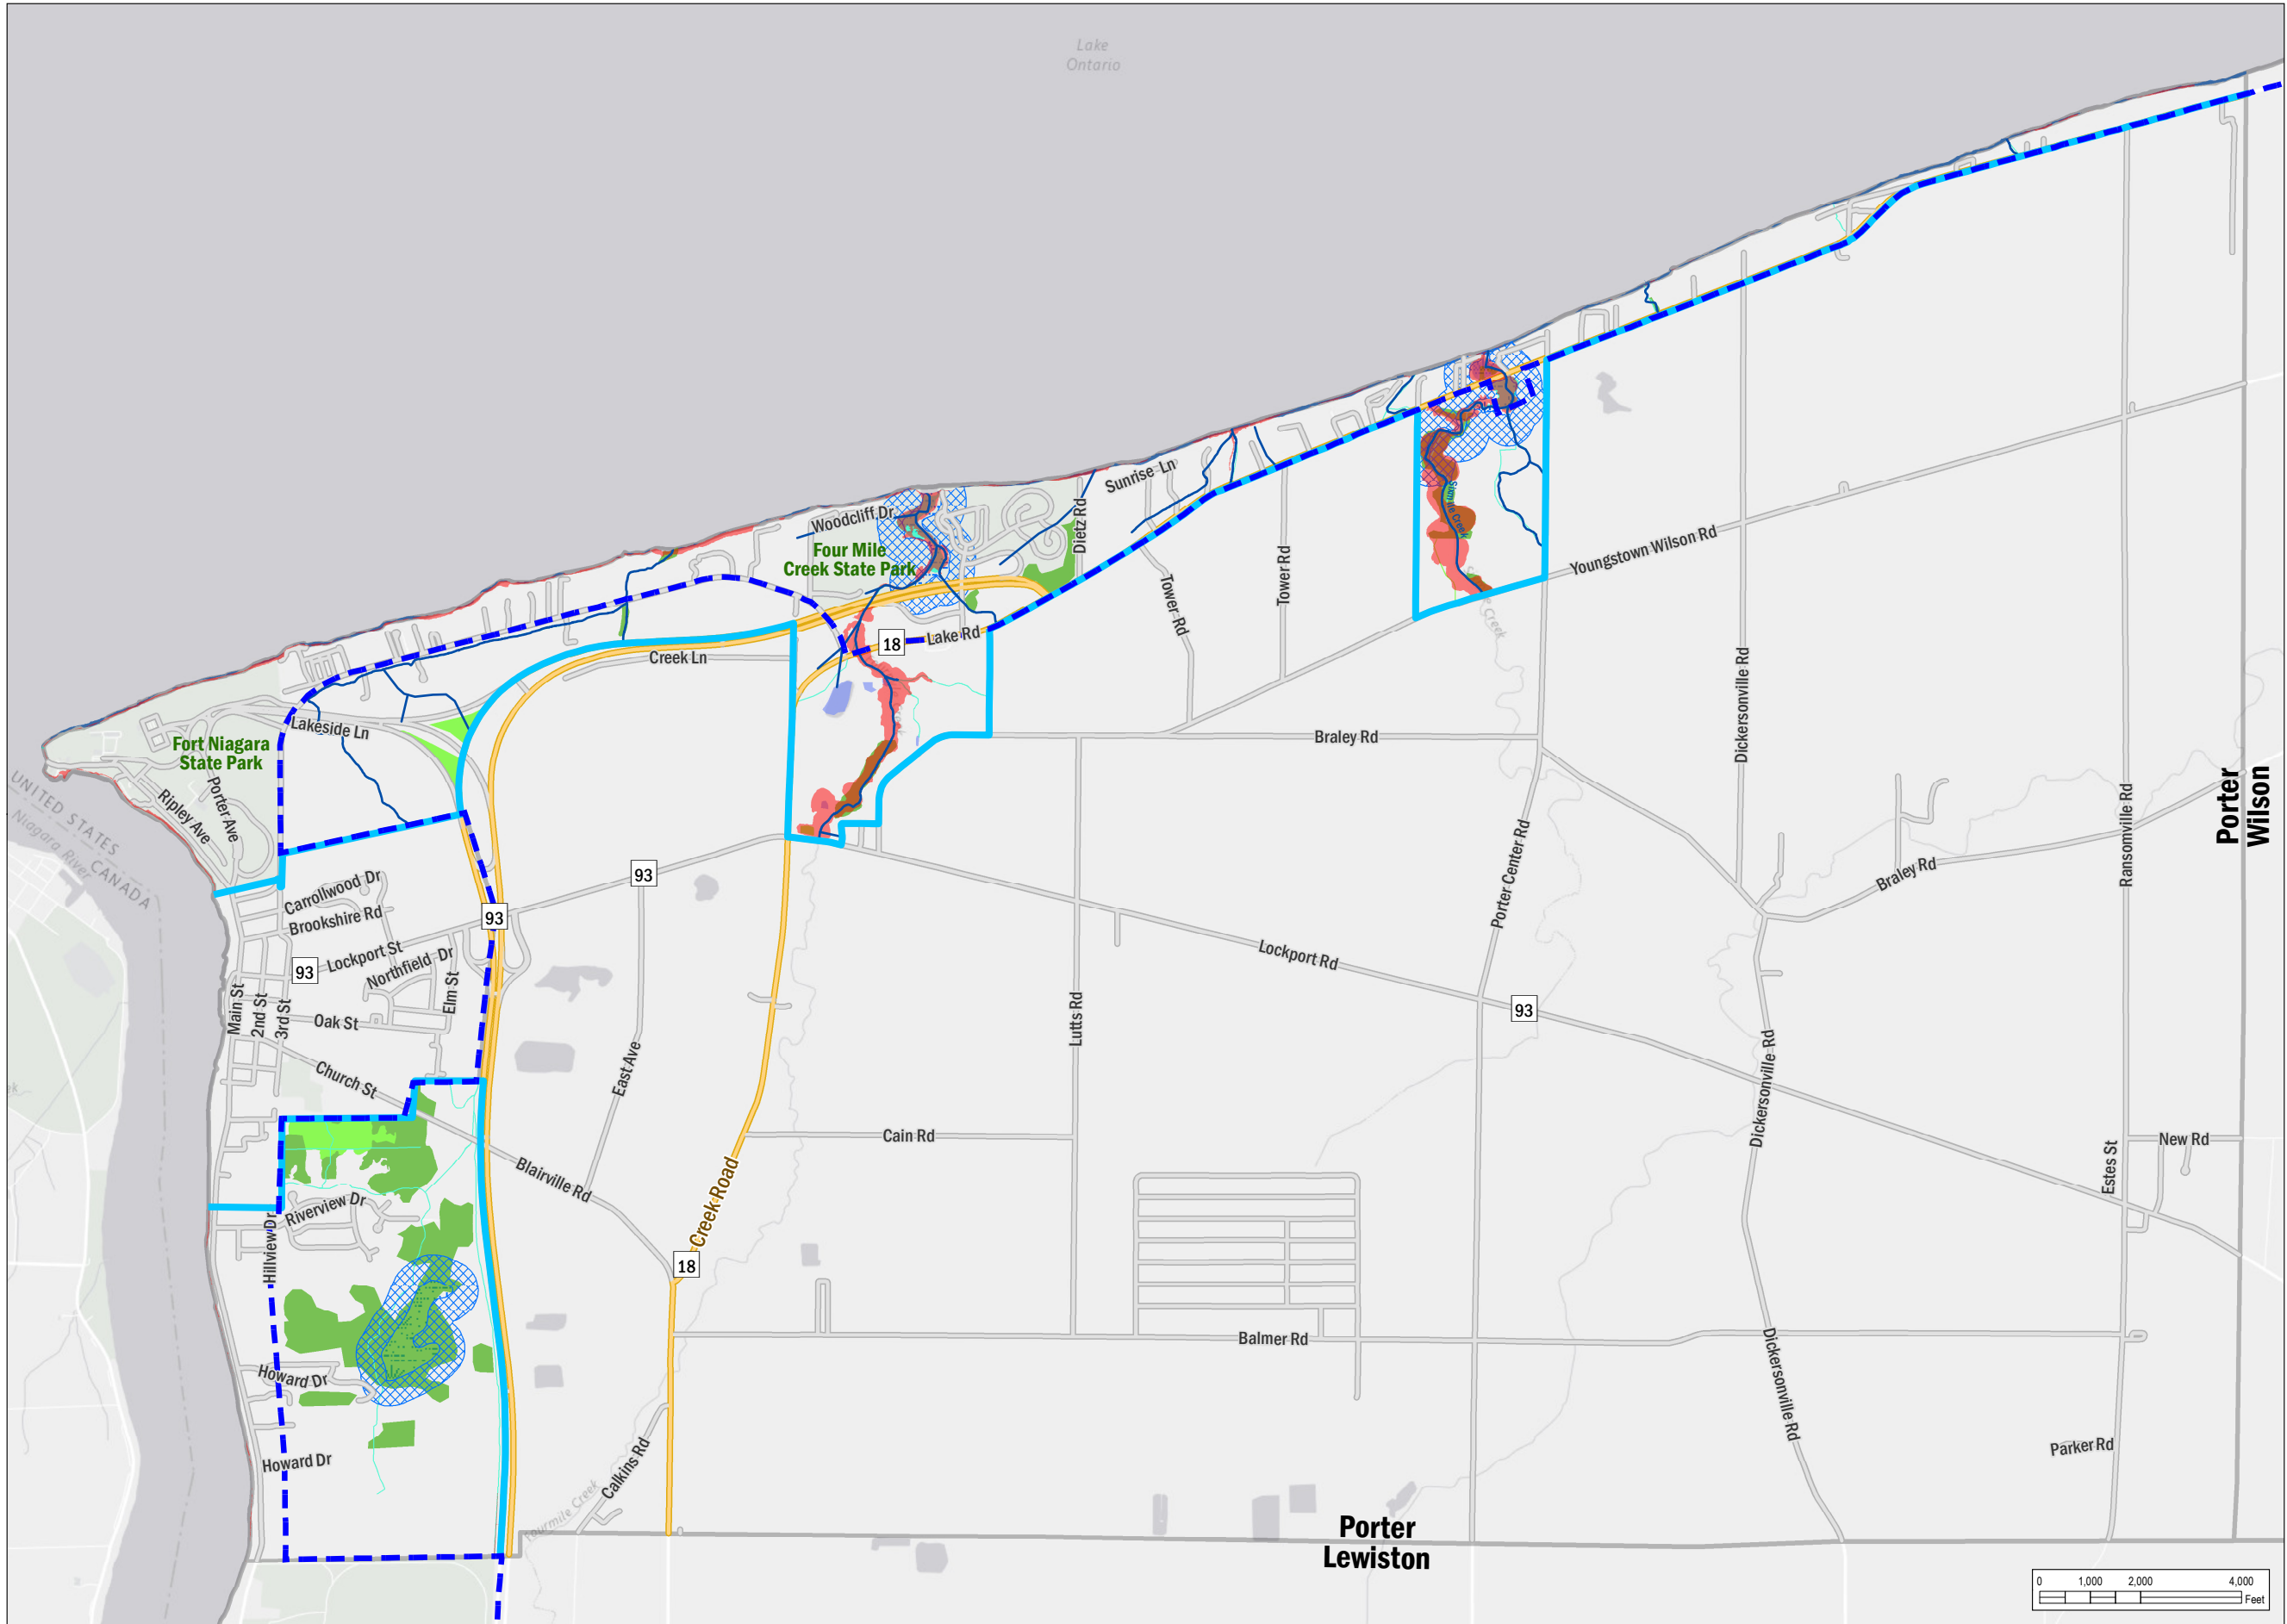 Lake
Ontario
Sunrise Ln
Woodcliff Dr
Dietz Rd
Four Mile
Creek State Park
Sixmile Creek
Youngstown Wilson Rd
Tower Rd
Tower Rd
18
Lake Rd
Creek Ln
Creek
Dickersonville Rd
Lakeside Ln
Fort Niagara
State Park
Braley Rd
Porter Ave
Ripley Ave
UNITED STATES
CANADA
Niagara River
Porter
Wilson
Ransomville Rd
Porter Center Rd
Braley Rd
93
Carrollwood Dr
Brookshire Rd
93
Lockport St
93
Northfield Dr
Lockport Rd
93
Elm St
Main St
2nd St
3rd St
Oak St
Lutts Rd
East Ave
Church St
Dickersonville Rd
Cain Rd
New Rd
Estes St
Blairville Rd
Creek Road
Riverview Dr
Hillview Dr
18
Balmer Rd
Howard Dr
Dickersonville Rd
Howard Dr
Calkins Rd
Parker Rd
Fourmile Creek
Porter
Lewiston
0 1,000 2,000 4,000
Feet